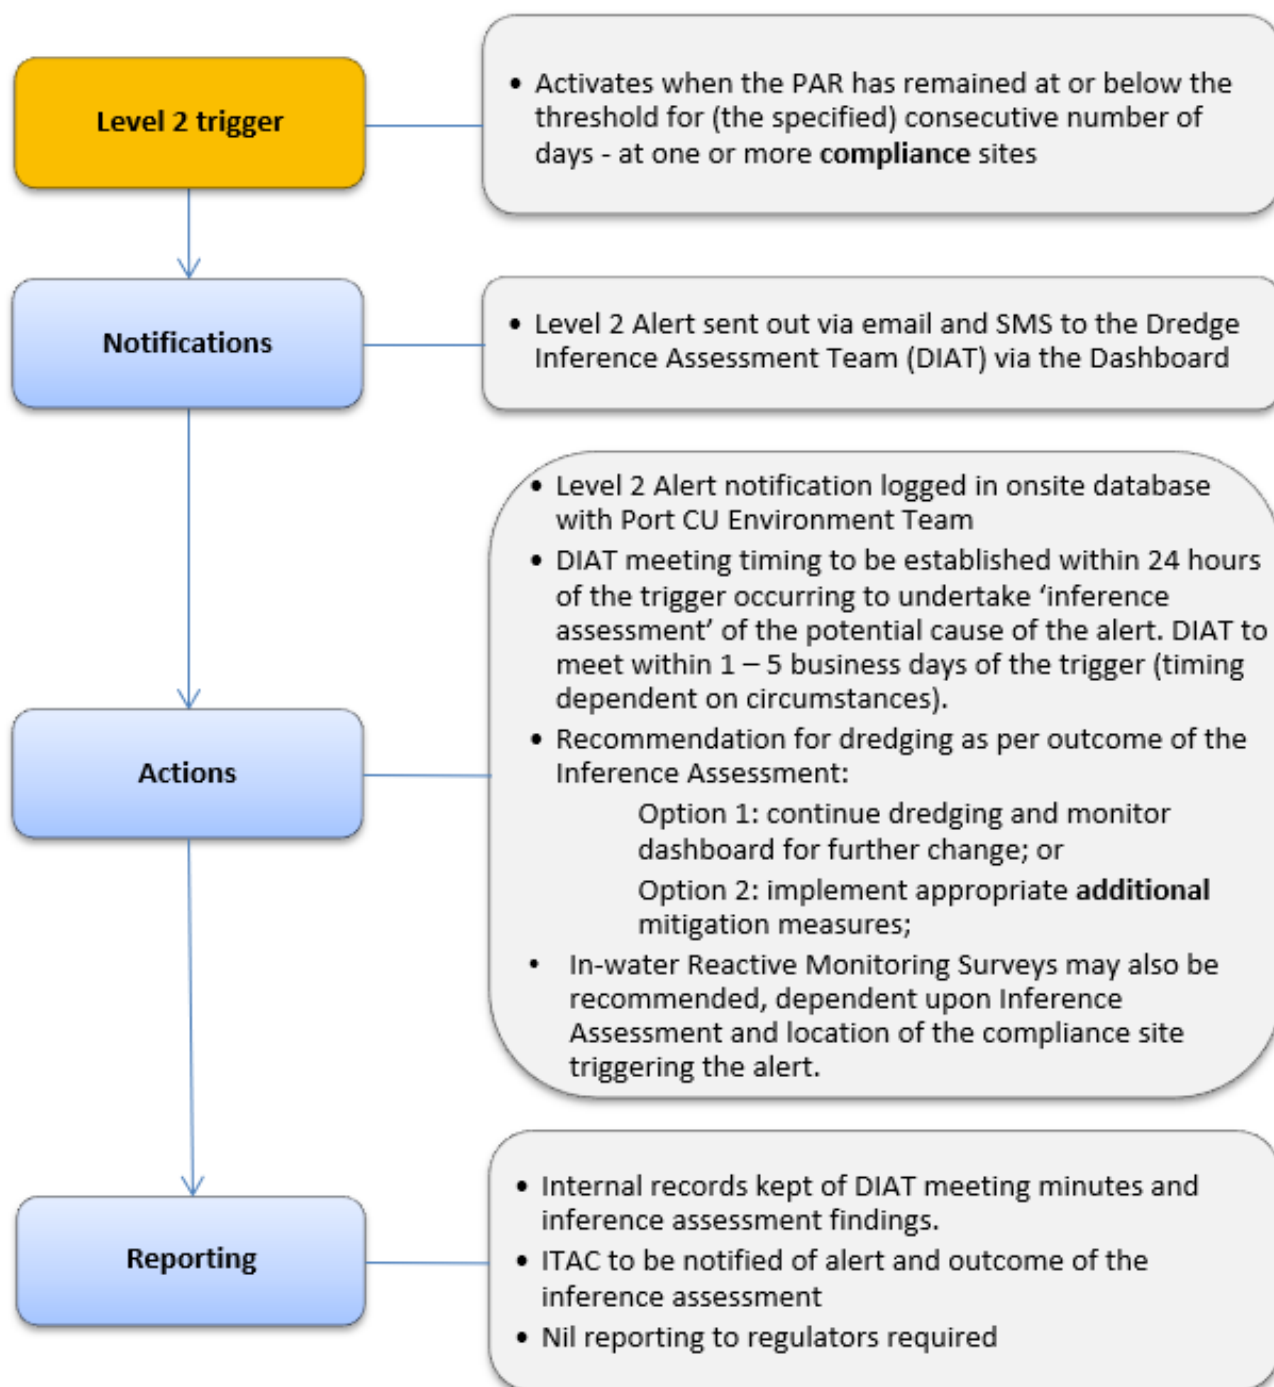 Level 2 trigger
• Activates when the PAR has remained at or below the
threshold for (the specified) consecutive number of
days - at one or more compliance sites
Notifications
• Level 2 Alert sent out via email and SMS to the Dredge
Inference Assessment Team (DIAT) via the Dashboard
Actions
• Level 2 Alert notification logged in onsite database
with Port CU Environment Team
• DIAT meeting timing to be established within 24 hours
of the trigger occurring to undertake ‘inference
assessment’ of the potential cause of the alert. DIAT to
meet within 1 – 5 business days of the trigger (timing
dependent on circumstances).
• Recommendation for dredging as per outcome of the
Inference Assessment:
Option 1: continue dredging and monitor
dashboard for further change; or
Option 2: implement appropriate additional
mitigation measures;
• In-water Reactive Monitoring Surveys may also be
recommended, dependent upon Inference
Assessment and location of the compliance site
triggering the alert.
Reporting
• Internal records kept of DIAT meeting minutes and
inference assessment findings.
• ITAC to be notified of alert and outcome of the
inference assessment
• Nil reporting to regulators required